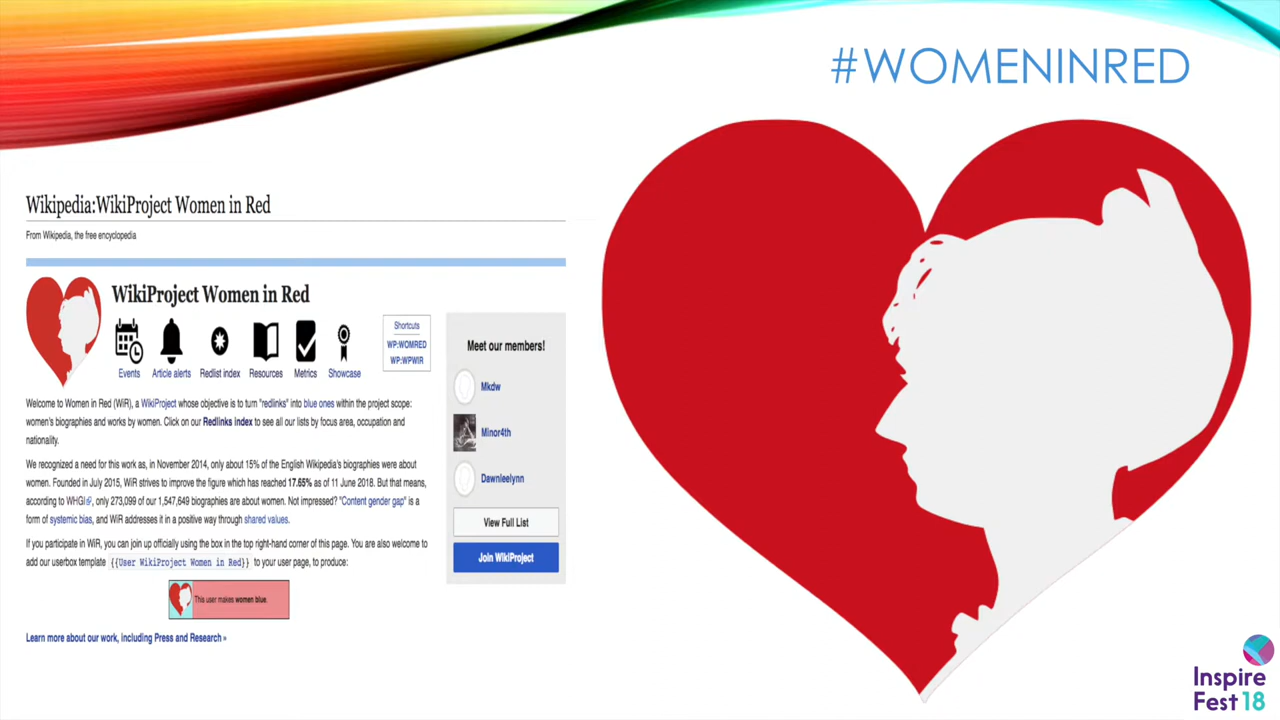 #WOMENINRED
Wikipedia:WikiProject Women in Red
From Wikipedia, the free encyclopedia
WikiProject Women in Red
Events Article alerts Redlist index Resources Metrics Showcase
Shortcuts
WP:WOMRED
WP:WPWIR
Welcome to Women in Red (WiR), a WikiProject whose objective is to turn "redlinks" into blue ones within the project scope:
women's biographies and works by women. Click on our Redlinks index to see all our lists by focus area, occupation and
nationality.
We recognized a need for this work as, in November 2014, only about 15% of the English Wikipedia's biographies were about
women. Founded in July 2015, WiR strives to improve the figure which has reached 17.65% as of 11 June 2018. But that means,
according to WHGI, only 273,099 of our 1,547,649 biographies are about women. Not impressed? "Content gender gap" is a
form of systemic bias, and WiR addresses it in a positive way through shared values.
If you participate in WiR, you can join up officially using the box in the top right-hand corner of this page. You are also welcome to
add our userbox template {{User WikiProject Women in Red}} to your user page, to produce:
This user makes women blue.
Learn more about our work, including Press and Research »
Meet our members!
Mkdw
Minor4th
Dawnleelynn
View Full List
Join WikiProject
Inspire
Fest 18